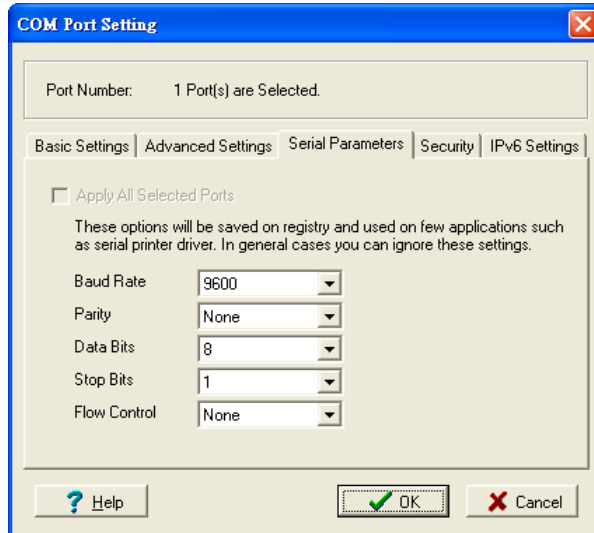 COM Port Setting
Port Number: 1 Port(s) are Selected.
Basic Settings Advanced Settings Serial Parameters Security IPv6 Settings
Apply All Selected Ports
These options will be saved on registry and used on few applications such
as serial printer driver. In general cases you can ignore these settings.
Baud Rate 9600
Parity None
Data Bits 8
Stop Bits 1
Flow Control None
? Help OK Cancel